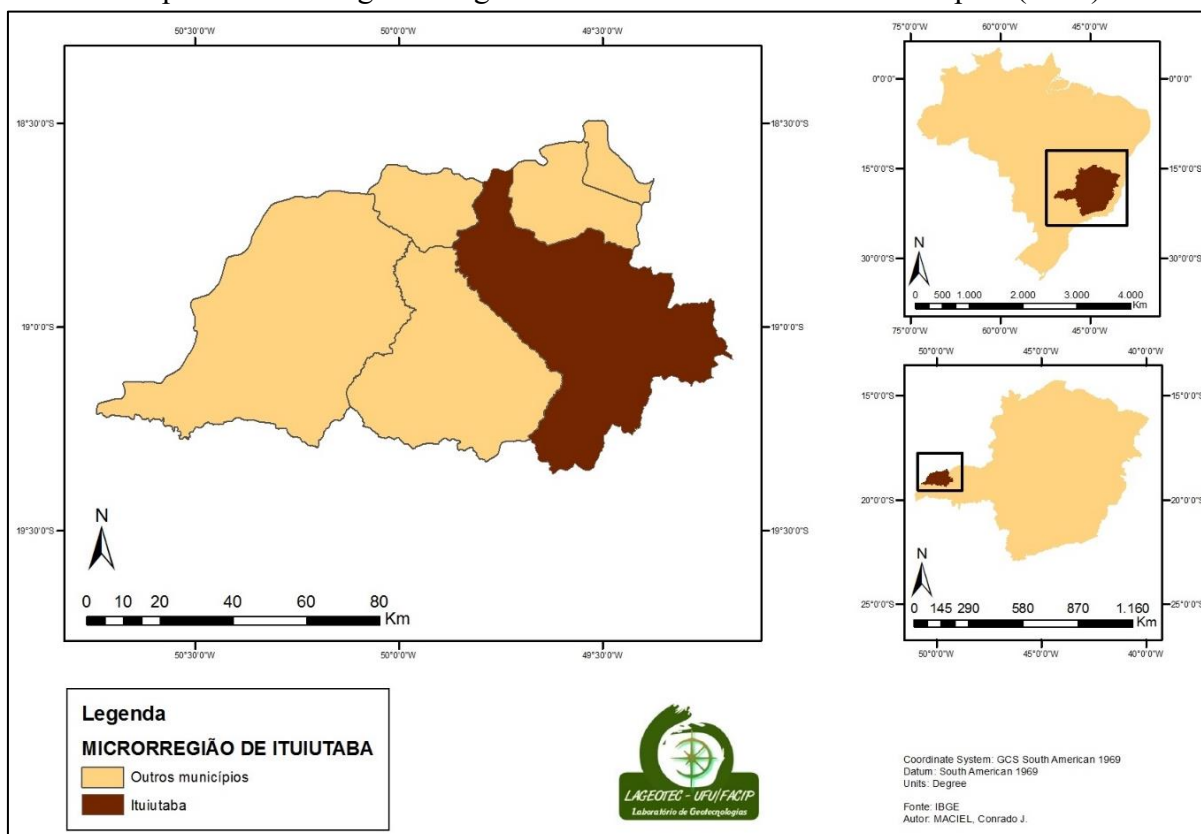 50°30'0"W
50°0'0"W
49°30'0"W
18°30'0"S
18°30'0"S
19°0'0"S
19°0'0"S
19°30'0"S
19°30'0"S
N
0 10 20 40 60 80
Km
50°30'0"W
50°0'0"W
49°30'0"W
75°0'0"W
60°0'0"W
45°0'0"W
0°0'0"
0°0'0"
15°0'0"S
15°0'0"S
30°0'0"S
30°0'0"S
N
0 500 1.000 2.000 3.000 4.000
Km
75°0'0"W
60°0'0"W
45°0'0"W
50°0'0"W
45°0'0"W
40°0'0"W
15°0'0"S
15°0'0"S
20°0'0"S
20°0'0"S
25°0'0"S
25°0'0"S
N
0 145 290 580 870 1.160
Km
50°0'0"W
45°0'0"W
40°0'0"W
Legenda
MICRORREGIÃO DE ITUIUTABA
Outros municípios
Ituiutaba
LAGEOTEC - UFU/FACIP
Laboratório de Geotecnologias
Coordinate System: GCS South American 1969
Datum: South American 1969
Units: Degree
Fonte: IBGE
Autor: MACIEL, Conrado J.